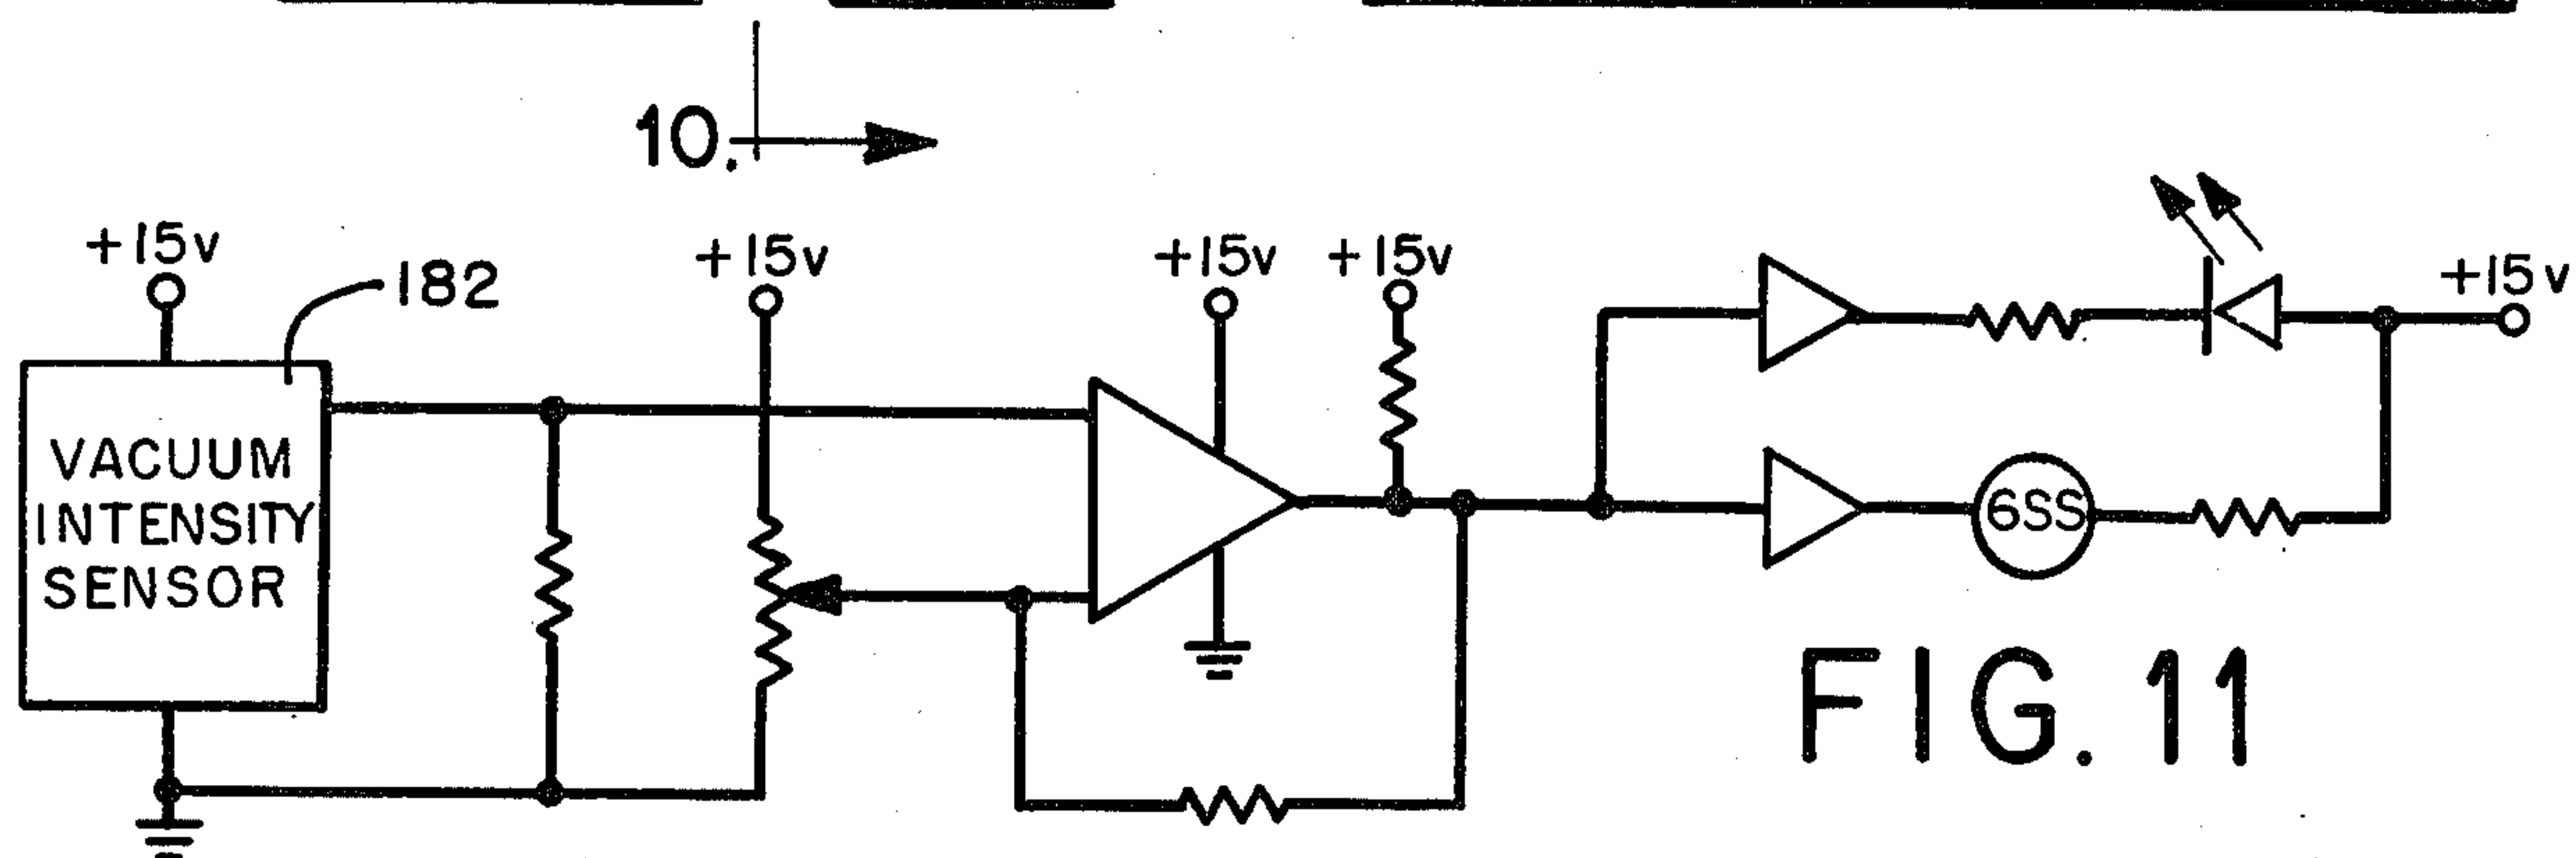 10.
+15v
182
+15v
+15v
+15v
+15v
VACUUM
INTENSITY
SENSOR
6SS
FIG. 11